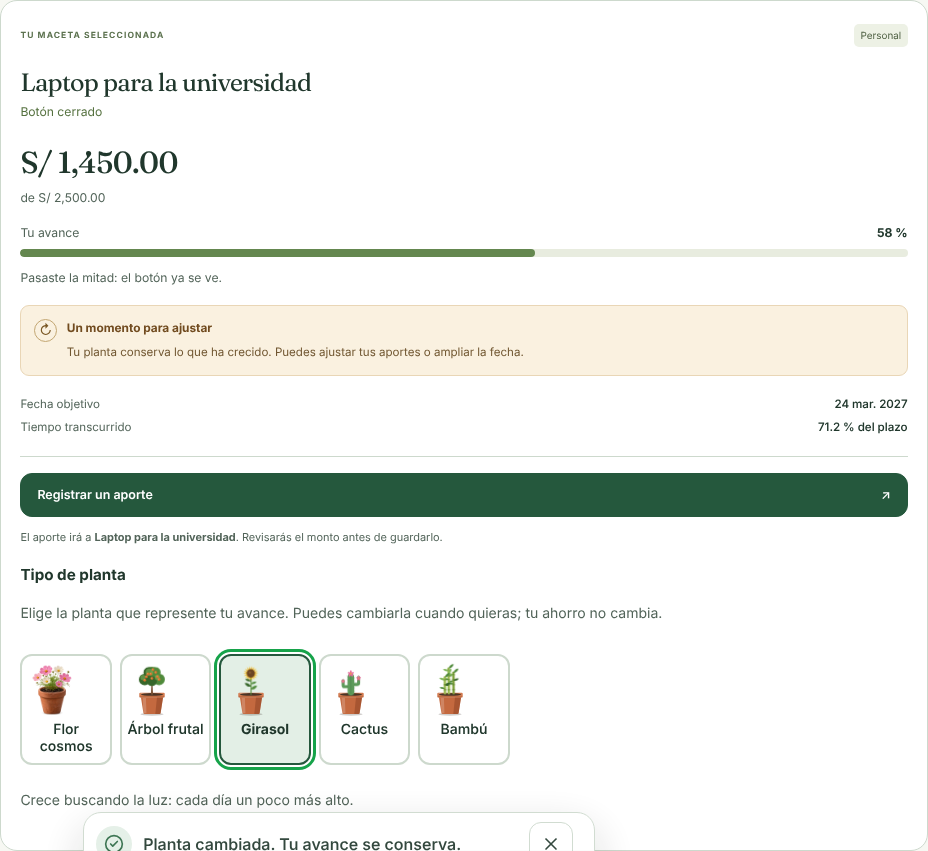 TU MACETA SELECCIONADA
Personal
Laptop para la universidad
Botón cerrado
S/ 1,450.00
de S/ 2,500.00
Tu avance
58 %
Pasaste la mitad: el botón ya se ve.
Un momento para ajustar
Tu planta conserva lo que ha crecido. Puedes ajustar tus aportes o ampliar la fecha.
Fecha objetivo
24 mar. 2027
Tiempo transcurrido
71.2 % del plazo
Registrar un aporte
El aporte irá a Laptop para la universidad. Revisarás el monto antes de guardarlo.
Tipo de planta
Elige la planta que represente tu avance. Puedes cambiarla cuando quieras; tu ahorro no cambia.
Flor
cosmos
Árbol frutal
Girasol
Cactus
Bambú
Crece buscando la luz: cada día un poco más alto.
Planta cambiada. Tu avance se conserva.